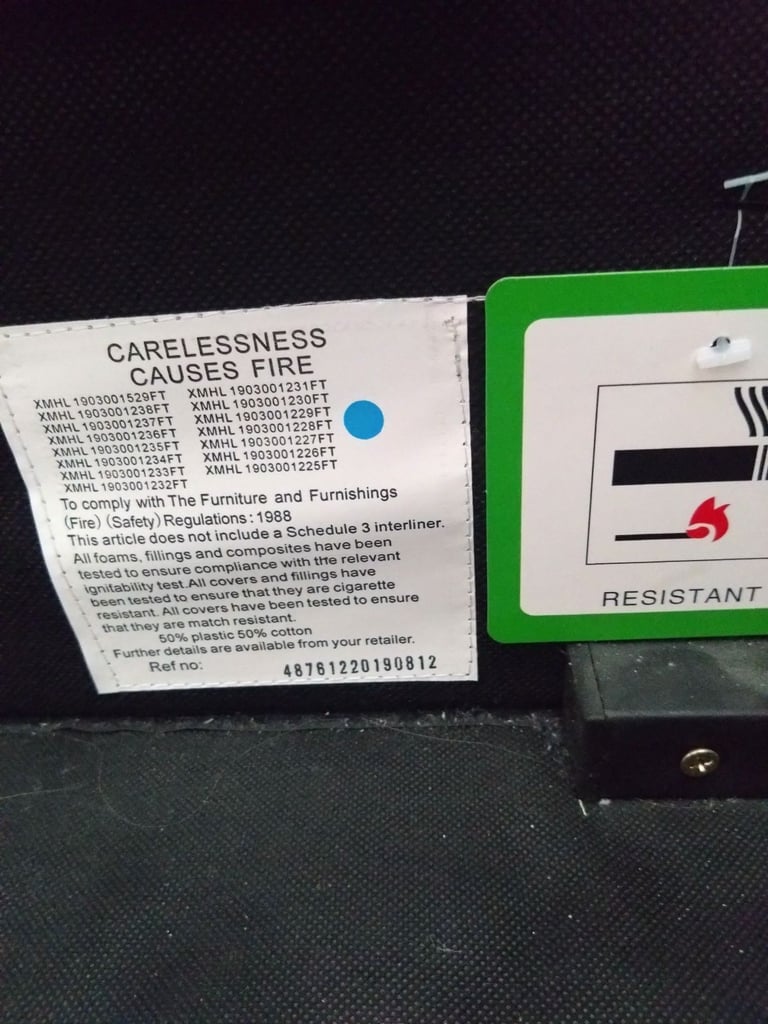 CARELESSNESS
CAUSES FIRE
XMHL 1903001529FT XMHL 1903001231FT
XMHL 1903001238FT XMHL 1903001230FT
XMHL 1903001237FT XMHL 1903001229FT
XMHL 1903001236FT XMHL 1903001228FT
XMHL 1903001235FT XMHL 1903001227FT
XMHL 1903001234FT XMHL 1903001226FT
XMHL 1903001233FT XMHL 1903001225FT
XMHL 1903001232FT
To comply with The Furniture and Furnishings
(Fire) (Safety) Regulations: 1988
This article does not include a Schedule 3 interliner.
All foams, fillings and composites have been
tested to ensure compliance with the relevant
ignitability test.All covers and fillings have
been tested to ensure that they are cigarette
resistant. All covers have been tested to ensure
that they are match resistant.
50% plastic 50% cotton
Further details are available from your retailer.
Ref no: 48761220190812
RESISTANT